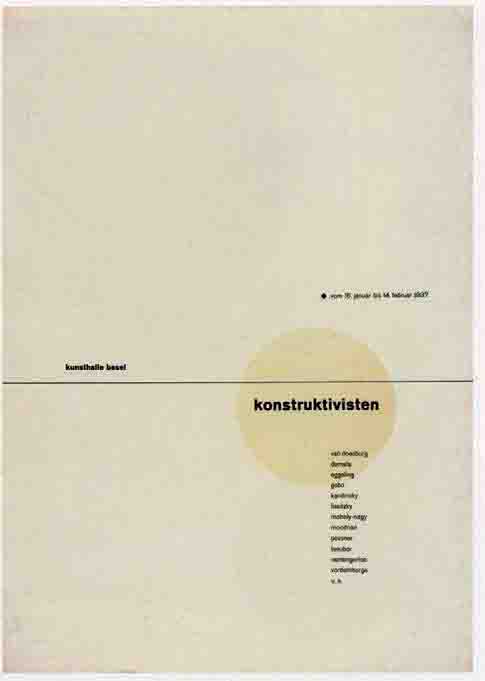 vom 16. januar bis 14. februar 1937
kunsthalle basel
konstruktivisten
van doesburg
domela
eggeling
gabo
kandinsky
lissitzky
moholy-nagy
mondrian
pevsner
taeuber
vantongerloo
vordemberge
u. a.